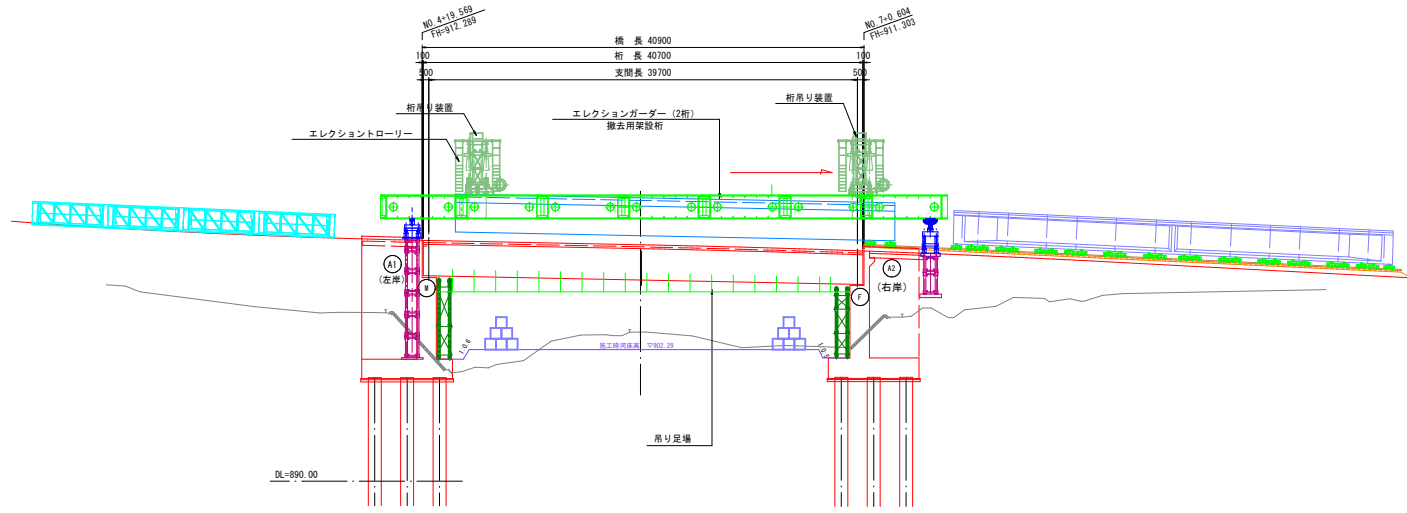 NO.4+19.569
FH=912.289
NO.7+0.604
FH=911.303
橋 長 40900
100
桁 長 40700
100
500
支間長 39700
500
桁吊り装置
桁吊り装置
エレクションガーダー (2桁)
撤去用架設桁
エレクショントローリー
A1
(左岸)
A2
(右岸)
M
F
1:0.6
施工時河床高 ▽902.29
吊り足場
DL=890.00